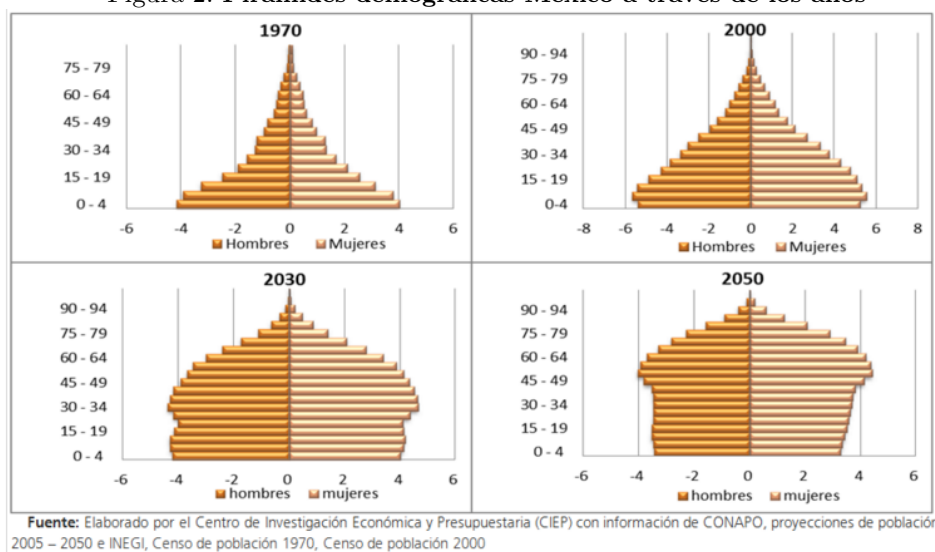 Figura 2. Pirámides demográficas México a través de los años
1970
75 - 79
60 - 64
45 - 49
30 - 34
15 - 19
0 - 4
-6 -4 -2 0 2 4 6
Hombres Mujeres
2000
90 - 94
75 - 79
60 - 64
45 - 49
30 - 34
15 - 19
0-4
-8 -6 -4 -2 0 2 4 6 8
Hombres Mujeres
2030
90 - 94
75 - 79
60 - 64
45 - 49
30 - 34
15 - 19
0 - 4
-6 -4 -2 0 2 4 6
hombres mujeres
2050
90 - 94
75 - 79
60 - 64
45 - 49
30 - 34
15 - 19
0 - 4
-6 -4 -2 0 2 4 6
hombres mujeres
Fuente: Elaborado por el Centro de Investigación Económica y Presupuestaria (CIEP) con información de CONAPO, proyecciones de población
2005 – 2050 e INEGI, Censo de población 1970, Censo de población 2000